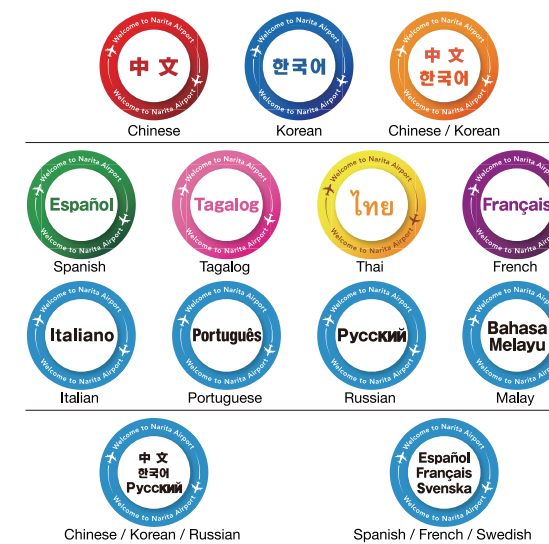 Welcome to Narita Airport
中文
Welcome to Narita Airport
Chinese
Welcome to Narita Airport
한국어
Welcome to Narita Airport
Korean
Welcome to Narita Airport
中文
한국어
Welcome to Narita Airport
Chinese / Korean
Welcome to Narita Airport
Español
Welcome to Narita Airport
Spanish
Welcome to Narita Airport
Tagalog
Welcome to Narita Airport
Tagalog
Welcome to Narita Airport
ไทย
Welcome to Narita Airport
Thai
Welcome to Narita Airp
Français
Welcome to Narita Air
French
Welcome to Narita Airport
Italiano
Welcome to Narita Airport
Italian
Welcome to Narita Airport
Português
Welcome to Narita Airport
Portuguese
Welcome to Narita Airport
Русский
Welcome to Narita Airport
Russian
Welcome to Narita Airp
Bahasa
Melayu
Welcome to Narita Air
Malay
Welcome to Narita Airport
中文
한국어
Русский
Welcome to Narita Airport
Chinese / Korean / Russian
Welcome to Narita Airport
Español
Français
Svenska
Welcome to Narita Airport
Spanish / French / Swedish